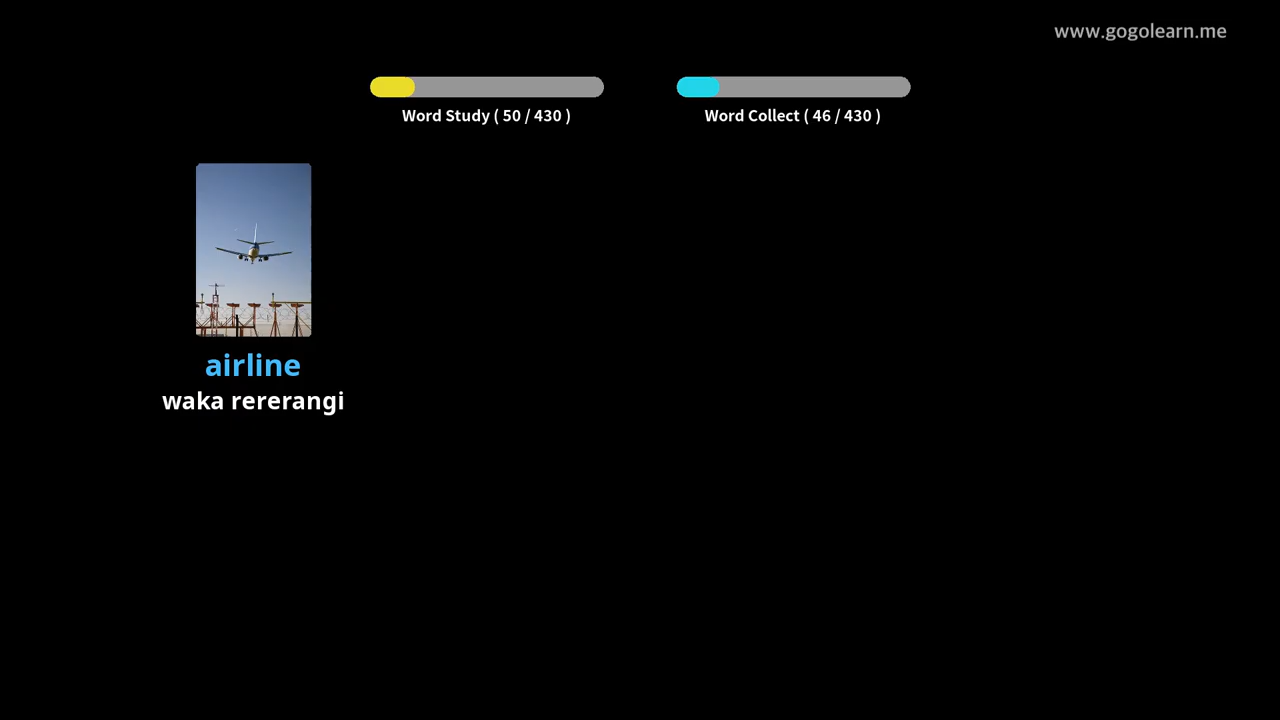 www.gogolearn.me
Word Study ( 50 / 430 )
Word Collect ( 46 / 430 )
airline
waka rererangi